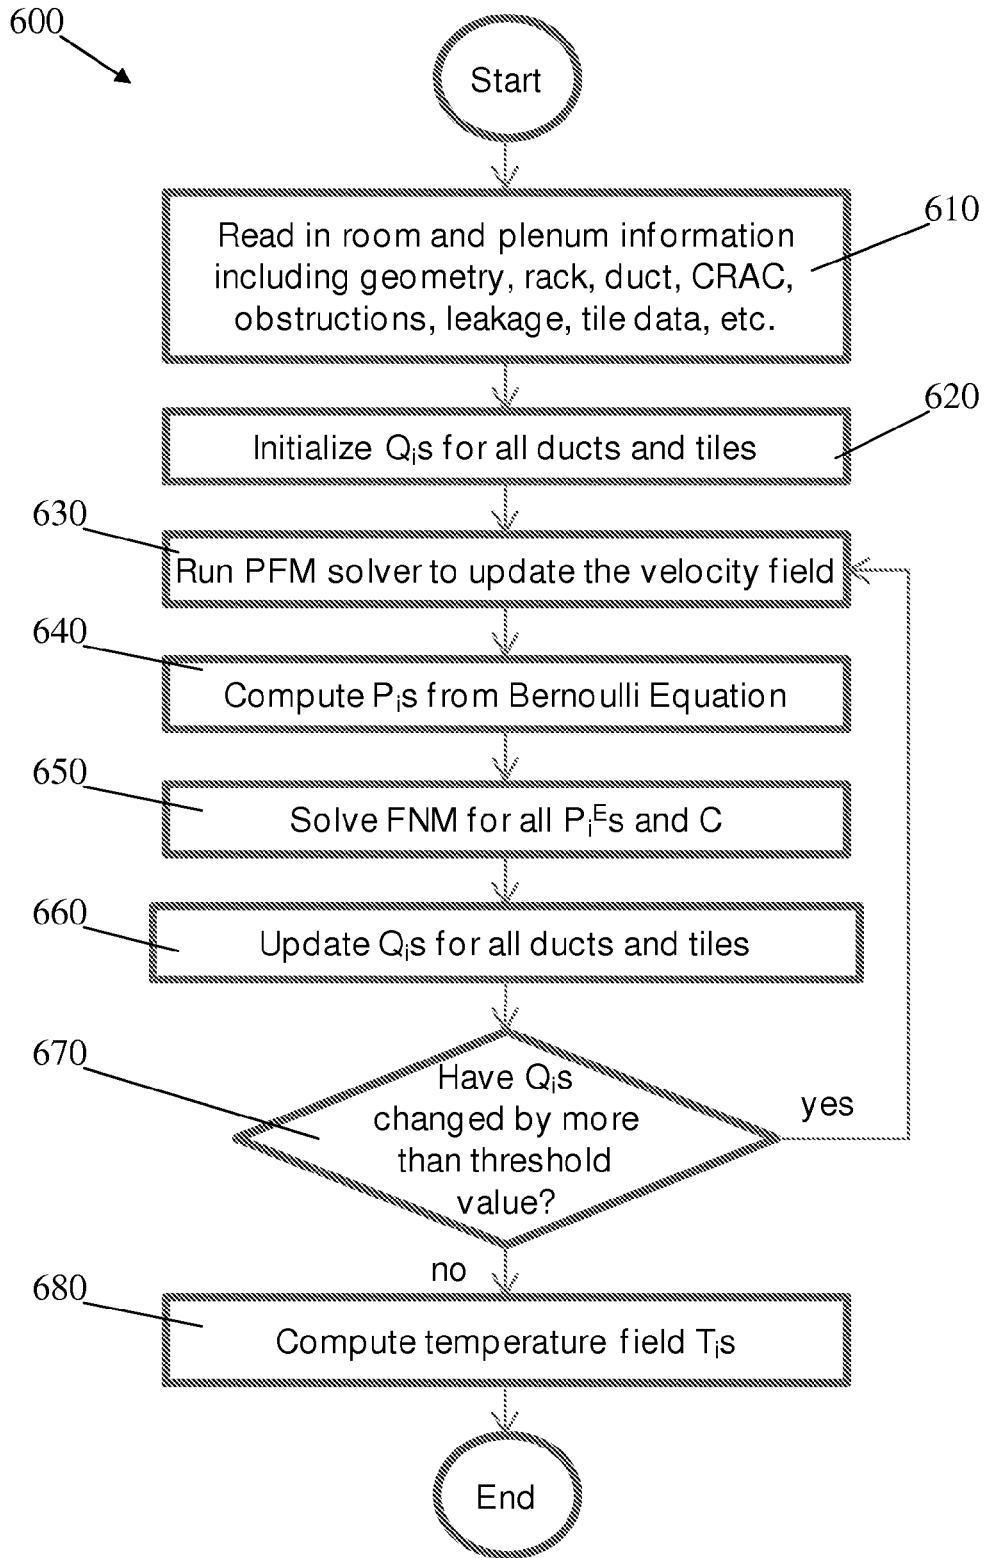 600
Start
610
Read in room and plenum information
including geometry, rack, duct, CRAC,
obstructions, leakage, tile data, etc.
620
Initialize Qᵢs for all ducts and tiles
630
Run PFM solver to update the velocity field
640
Compute Pᵢs from Bernoulli Equation
650
Solve FNM for all Pᵢᴱs and C
660
Update Qᵢs for all ducts and tiles
670
Have Qᵢs
changed by more
than threshold
value?
yes
no
680
Compute temperature field Tᵢs
End